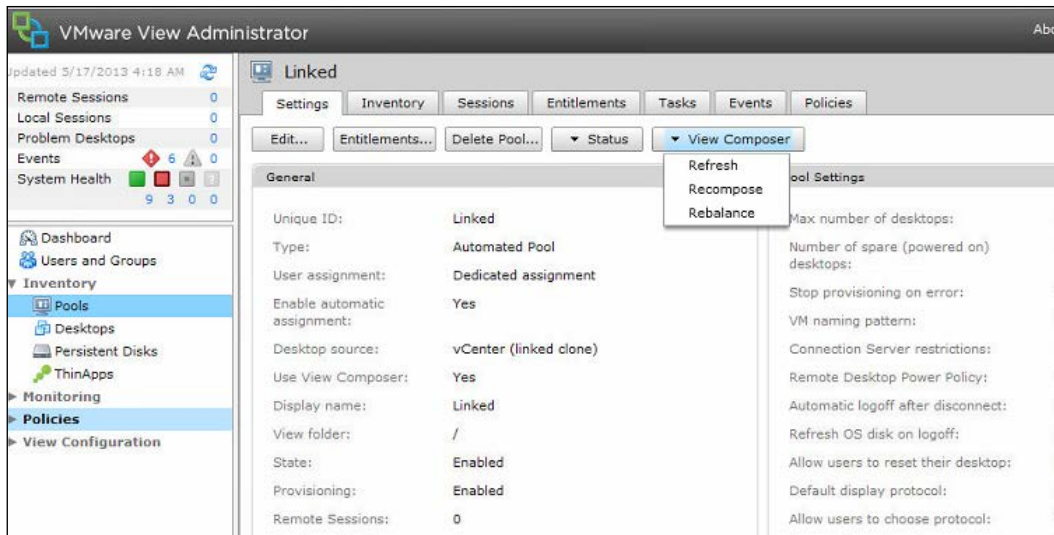 VMware View Administrator
Updated 5/17/2013 4:18 AM
Remote Sessions 0
Local Sessions 0
Problem Desktops 0
Events 6 0
System Health
9 3 0 0
Dashboard
Users and Groups
Inventory
Pools
Desktops
Persistent Disks
ThinApps
Monitoring
Policies
View Configuration
Linked
Settings Inventory Sessions Entitlements Tasks Events Policies
Edit... Entitlements... Delete Pool... Status View Composer
Refresh
Recompose
Rebalance
General
Unique ID: Linked
Type: Automated Pool
User assignment: Dedicated assignment
Enable automatic assignment: Yes
Desktop source: vCenter (linked clone)
Use View Composer: Yes
Display name: Linked
View folder: /
State: Enabled
Provisioning: Enabled
Remote Sessions: 0
ool Settings
Max number of desktops:
Number of spare (powered on)
desktops:
Stop provisioning on error:
VM naming pattern:
Connection Server restrictions:
Remote Desktop Power Policy:
Automatic logoff after disconnect:
Refresh OS disk on logoff:
Allow users to reset their desktop:
Default display protocol:
Allow users to choose protocol: